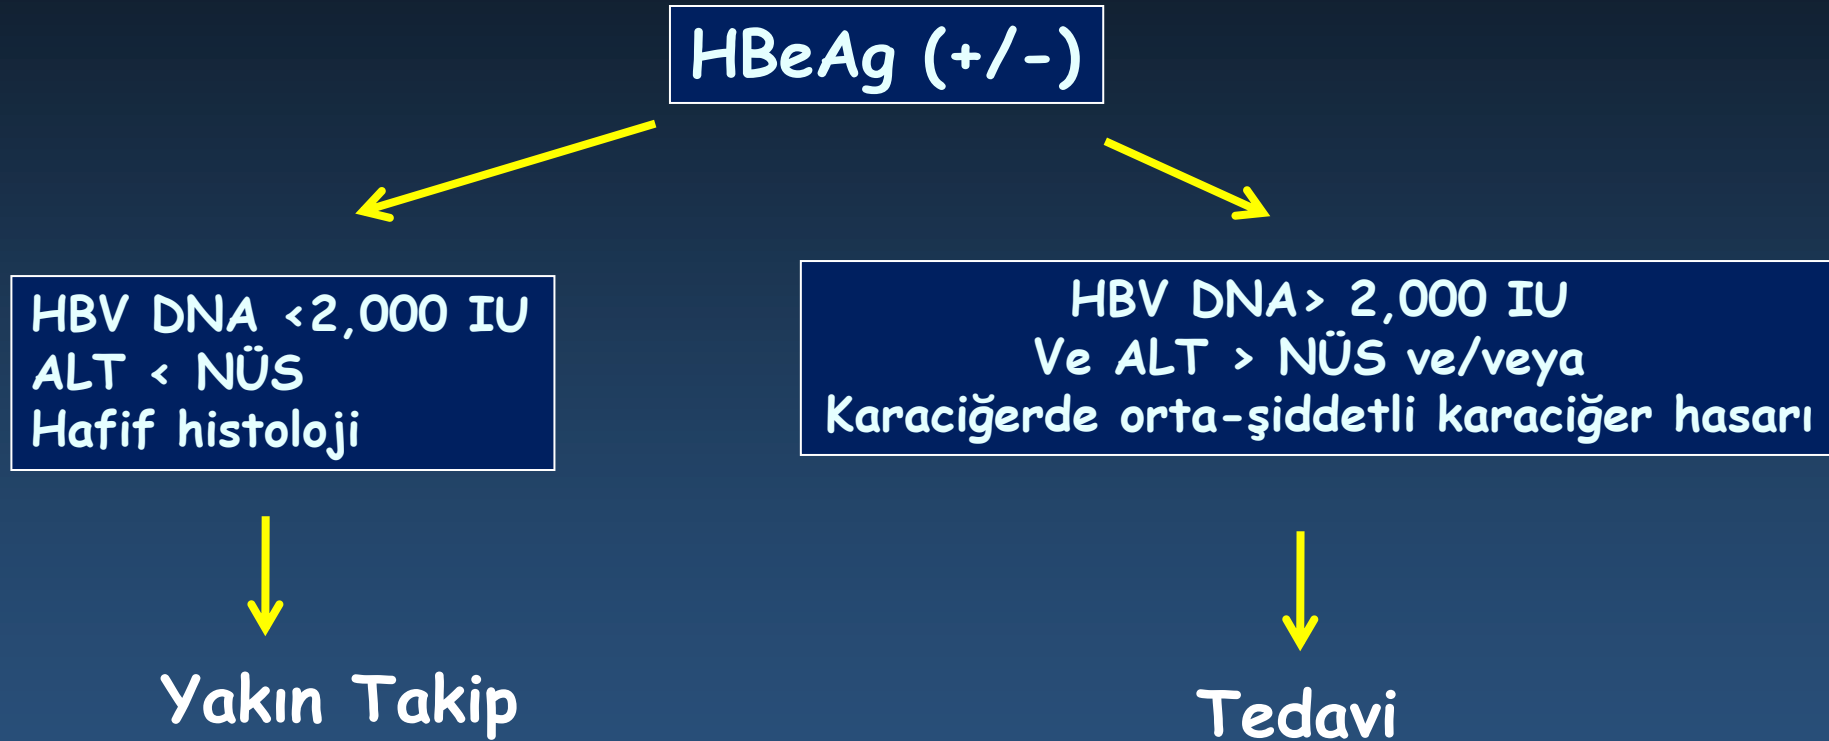 HBeAg (+/-)
HBV DNA <2,000 IU
ALT < NÜS
Hafif histoloji
HBV DNA> 2,000 IU
Ve ALT > NÜS ve/veya
Karaciğerde orta-şiddetli karaciğer hasarı
Yakın Takip
Tedavi